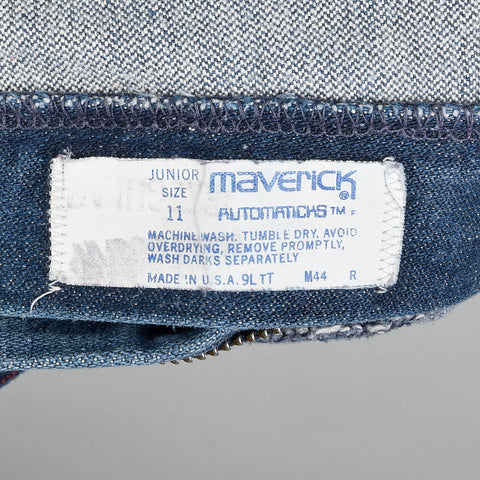 JUNIOR maverick®
SIZE
11 AUTOMATICKS™ F
MACHINE WASH. TUMBLE DRY. AVOID
OVERDRYING, REMOVE PROMPTLY,
WASH DARKS SEPARATELY
MADE IN U.S.A. 9LTT M44 R